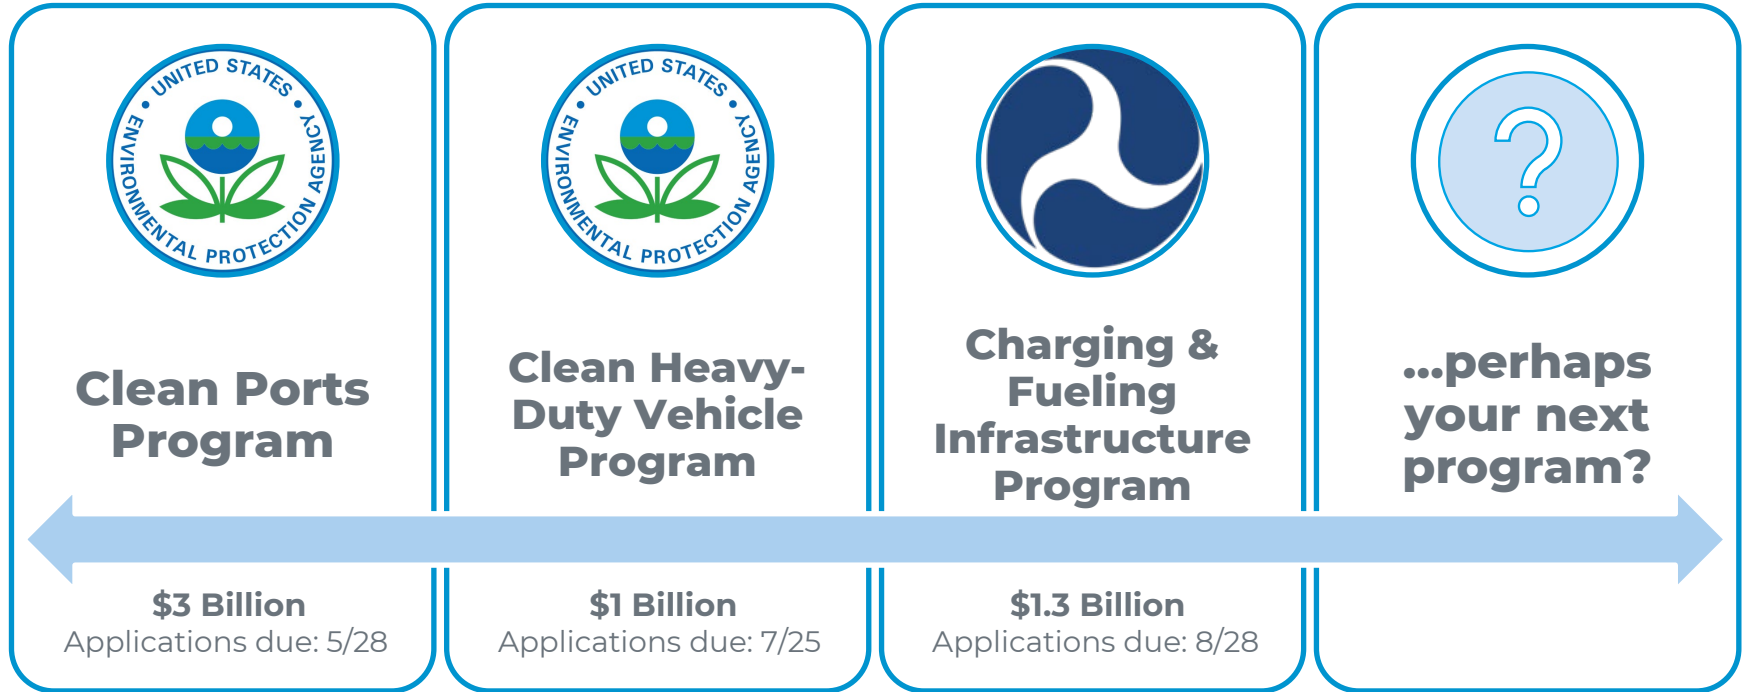 UNITED STATES
ENVIRONMENTAL PROTECTION AGENCY
Clean Ports
Program
$3 Billion
Applications due: 5/28
UNITED STATES
ENVIRONMENTAL PROTECTION AGENCY
Clean Heavy-
Duty Vehicle
Program
$1 Billion
Applications due: 7/25
Charging &
Fueling
Infrastructure
Program
$1.3 Billion
Applications due: 8/28
?
...perhaps
your next
program?